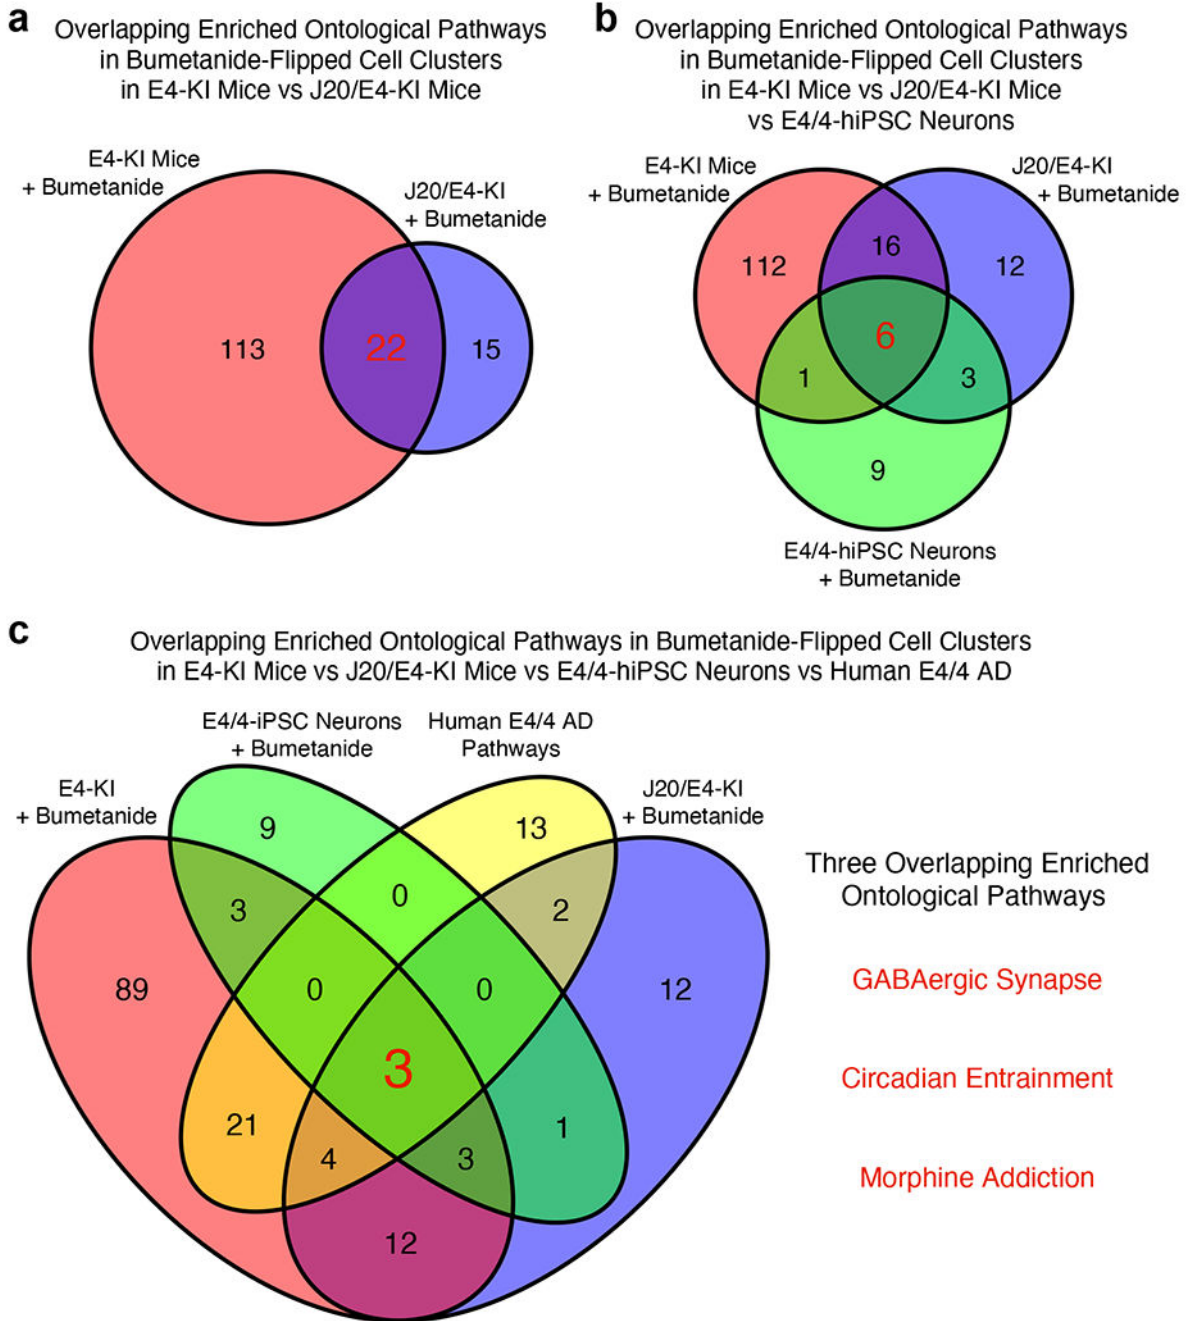 a
Overlapping Enriched Ontological Pathways
in Bumetanide-Flipped Cell Clusters
in E4-KI Mice vs J20/E4-KI Mice
E4-KI Mice
+ Bumetanide
J20/E4-KI
+ Bumetanide
113
22
15
b
Overlapping Enriched Ontological Pathways
in Bumetanide-Flipped Cell Clusters
in E4-KI Mice vs J20/E4-KI Mice
vs E4/4-hiPSC Neurons
E4-KI Mice
+ Bumetanide
J20/E4-KI
+ Bumetanide
112
16
12
6
1
3
9
E4/4-hiPSC Neurons
+ Bumetanide
c
Overlapping Enriched Ontological Pathways in Bumetanide-Flipped Cell Clusters
in E4-KI Mice vs J20/E4-KI Mice vs E4/4-hiPSC Neurons vs Human E4/4 AD
E4-KI
+ Bumetanide
E4/4-iPSC Neurons
+ Bumetanide
Human E4/4 AD
Pathways
J20/E4-KI
+ Bumetanide
9
13
3
0
2
89
0
0
12
3
21
4
3
1
12
Three Overlapping Enriched
Ontological Pathways
GABAergic Synapse
Circadian Entrainment
Morphine Addiction